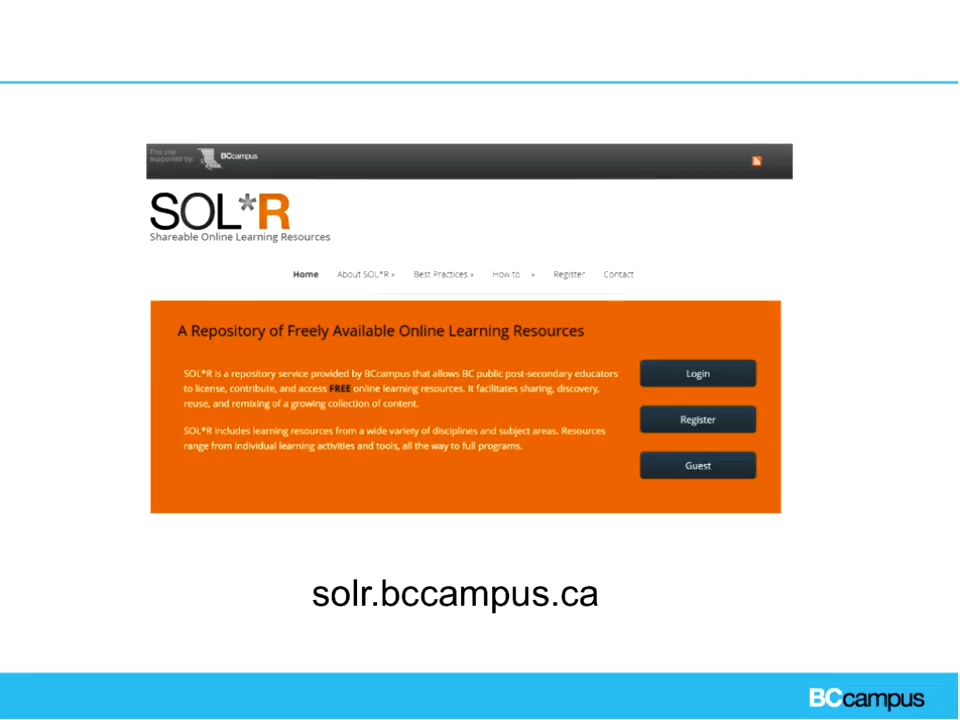 This site
supported by:
BCcampus
SOL*R
Shareable Online Learning Resources
Home About SOL*R » Best Practices » How to » Register Contact
A Repository of Freely Available Online Learning Resources
SOL*R is a repository service provided by BCcampus that allows BC public post-secondary educators
to license, contribute, and access FREE online learning resources. It facilitates sharing, discovery,
reuse, and remixing of a growing collection of content.
SOL*R includes learning resources from a wide variety of disciplines and subject areas. Resources
range from individual learning activities and tools, all the way to full programs.
Login
Register
Guest
solr.bccampus.ca
BCcampus